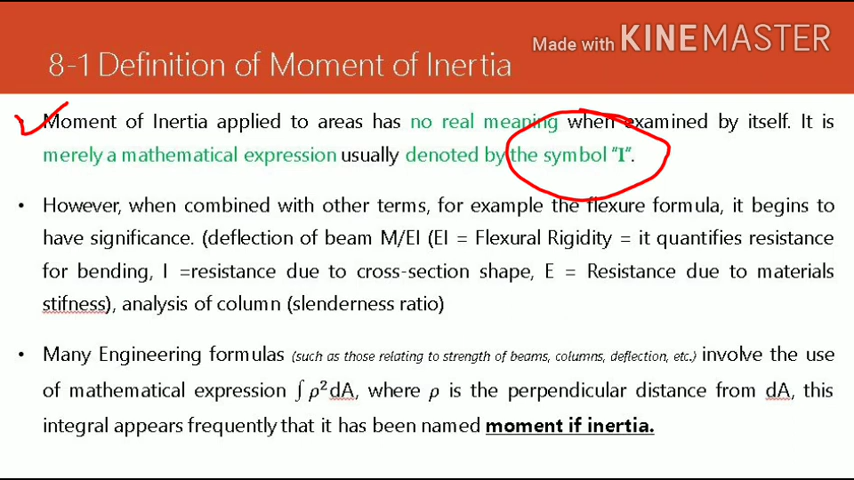 Made with KINEMASTER
8-1 Definition of Moment of Inertia
Moment of Inertia applied to areas has no real meaning when examined by itself. It is
merely a mathematical expression usually denoted by the symbol "I".
• However, when combined with other terms, for example the flexure formula, it begins to
have significance. (deflection of beam M/EI (EI = Flexural Rigidity = it quantifies resistance
for bending, I =resistance due to cross-section shape, E = Resistance due to materials
stifness), analysis of column (slenderness ratio)
• Many Engineering formulas (such as those relating to strength of beams, columns, deflection, etc.) involve the use
of mathematical expression ∫ρ²dA, where ρ is the perpendicular distance from dA, this
integral appears frequently that it has been named moment if inertia.